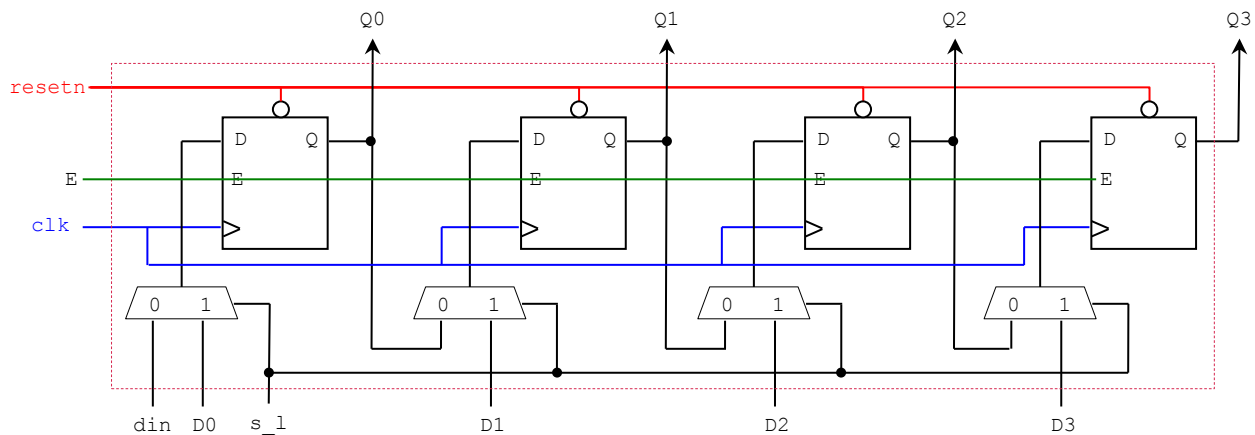 Q0 Q1 Q2 Q3
resetn
D Q D Q D Q D Q
E E E E E
clk
0 1 0 1 0 1 0 1
din D0 s_l D1 D2 D3